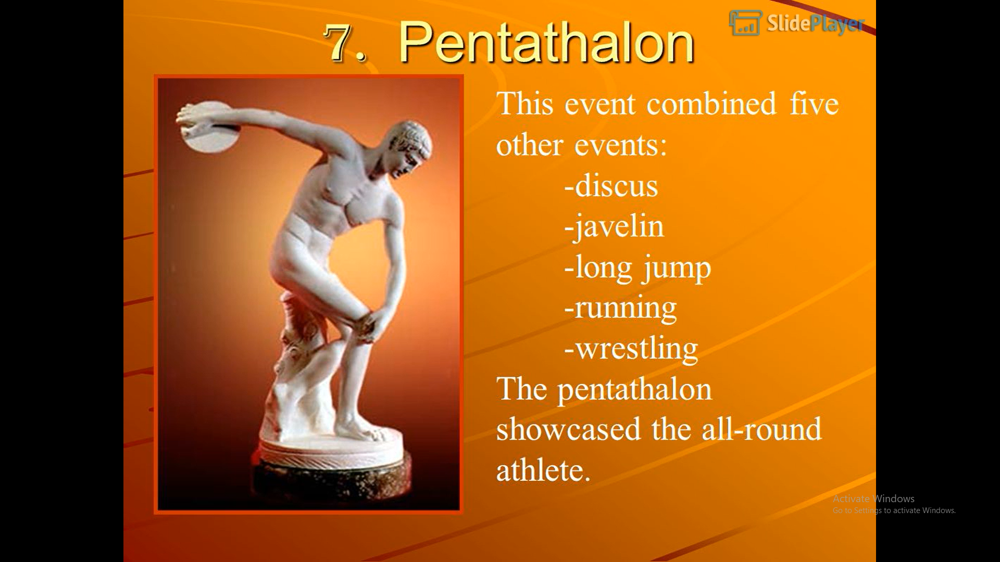 7. Pentathalon
SlidePlayer
This event combined five
other events:
-discus
-javelin
-long jump
-running
-wrestling
The pentathalon
showcased the all-round
athlete.
Activate Windows
Go to Settings to activate Windows.